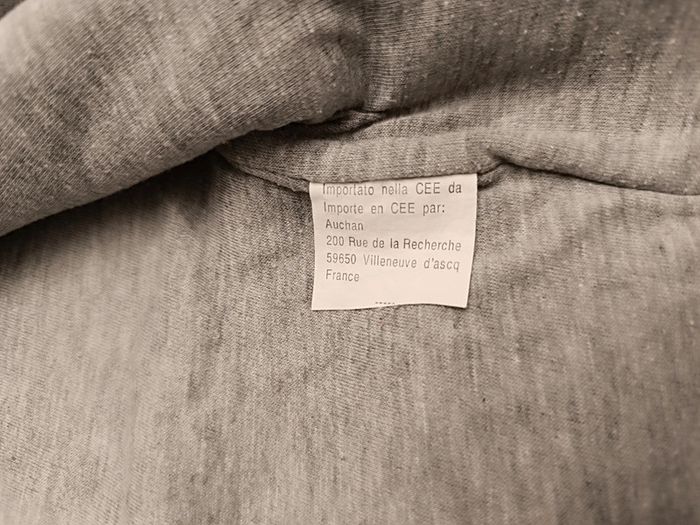 Importato nella CEE da
Importe en CEE par:
Auchan
200 Rue de la Recherche
59650 Villeneuve d'ascq
France